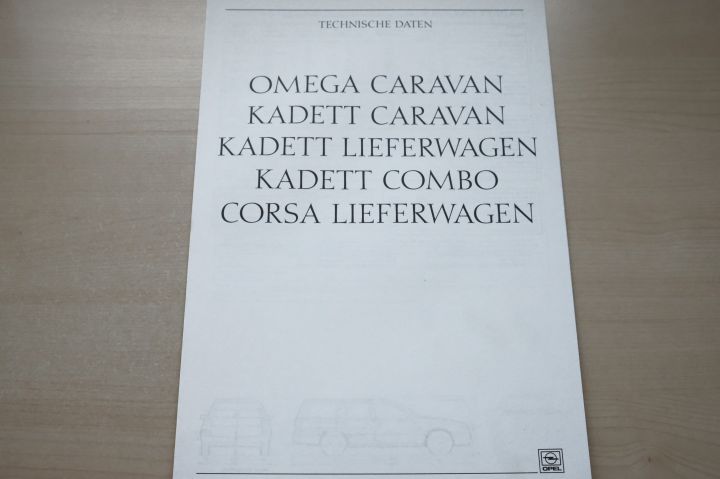 TECHNISCHE DATEN
OMEGA CARAVAN
KADETT CARAVAN
KADETT LIEFERWAGEN
KADETT COMBO
CORSA LIEFERWAGEN
OPEL